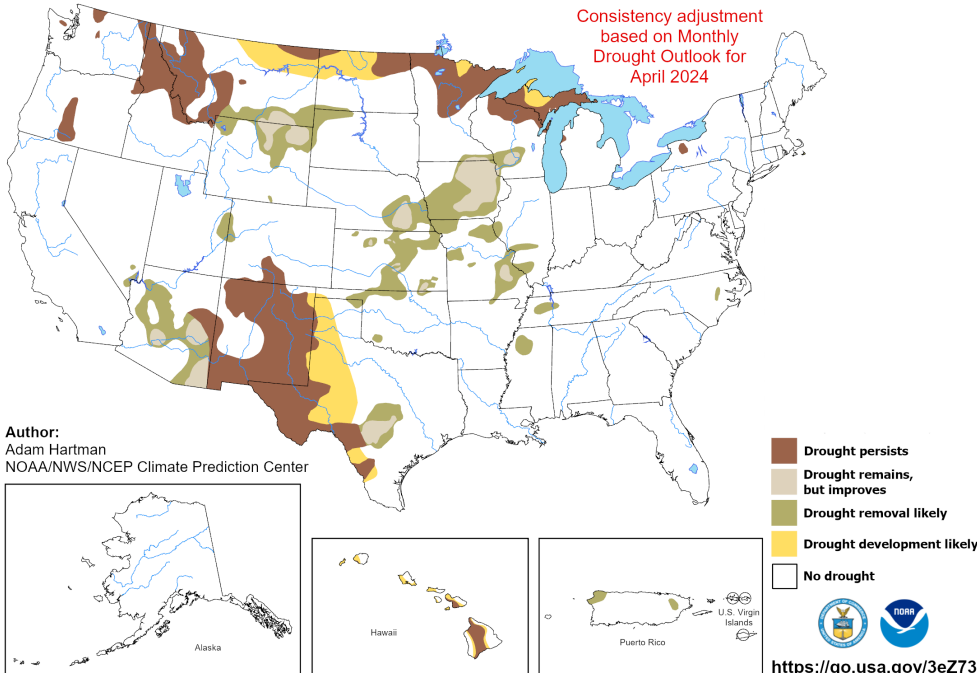 Consistency adjustment
based on Monthly
Drought Outlook for
April 2024
Author:
Adam Hartman
NOAA/NWS/NCEP Climate Prediction Center
Drought persists
Drought remains,
but improves
Drought removal likely
Drought development likely
No drought
Alaska
Hawaii
Puerto Rico
U.S. Virgin
Islands
NOAA
https://go.usa.gov/3eZ73